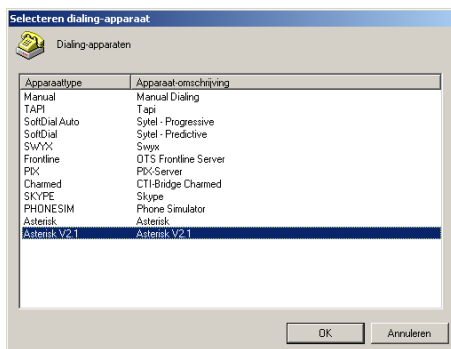 Selecteren dialing-apparaat
Dialing-apparaten
Apparaattype Apparaat-omschrijving
Manual Manual Dialing
TAPI Tapi
SoftDial Auto Sytel - Progressive
SoftDial Sytel - Predictive
SWYX Swyx
Frontline OTS Frontline Server
PIX PIX-Server
Charmed CTI-Bridge Charmed
SKYPE Skype
PHONESIM Phone Simulator
Asterisk Asterisk
Asterisk V2.1 Asterisk V2.1
OK Annuleren